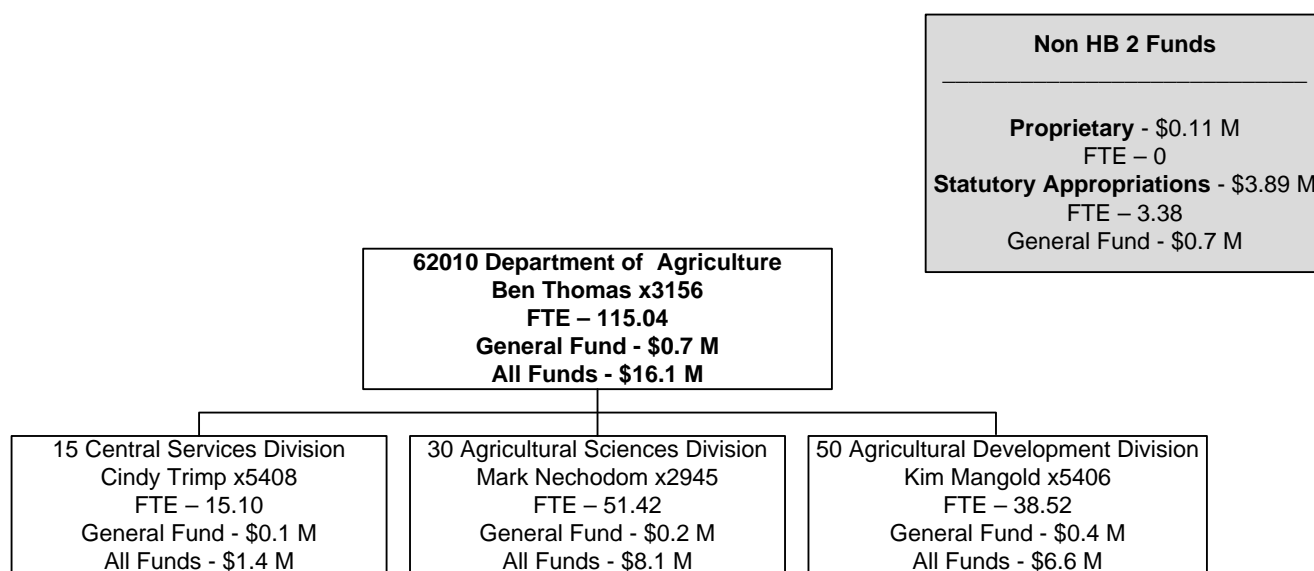 Non HB 2 Funds
Proprietary - $0.11 M
FTE – 0
Statutory Appropriations - $3.89 M
FTE – 3.38
General Fund - $0.7 M
62010 Department of Agriculture
Ben Thomas x3156
FTE – 115.04
General Fund - $0.7 M
All Funds - $16.1 M
15 Central Services Division
Cindy Trimp x5408
FTE – 15.10
General Fund - $0.1 M
All Funds - $1.4 M
30 Agricultural Sciences Division
Mark Nechodom x2945
FTE – 51.42
General Fund - $0.2 M
All Funds - $8.1 M
50 Agricultural Development Division
Kim Mangold x5406
FTE – 38.52
General Fund - $0.4 M
All Funds - $6.6 M